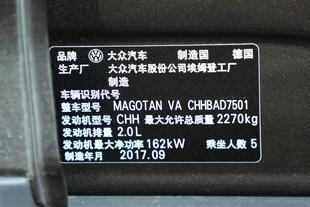 品牌 大众汽车 制造国 德国
生产厂 大众汽车股份公司埃姆登工厂
制造
车辆识别代号
整车型号 MAGOTAN VA CHHBAD7501
发动机型号 CHH 最大允许总质量 2270kg
发动机排量 2.0L
发动机最大净功率 162kW 乘坐人数 5
制造年月 2017.09